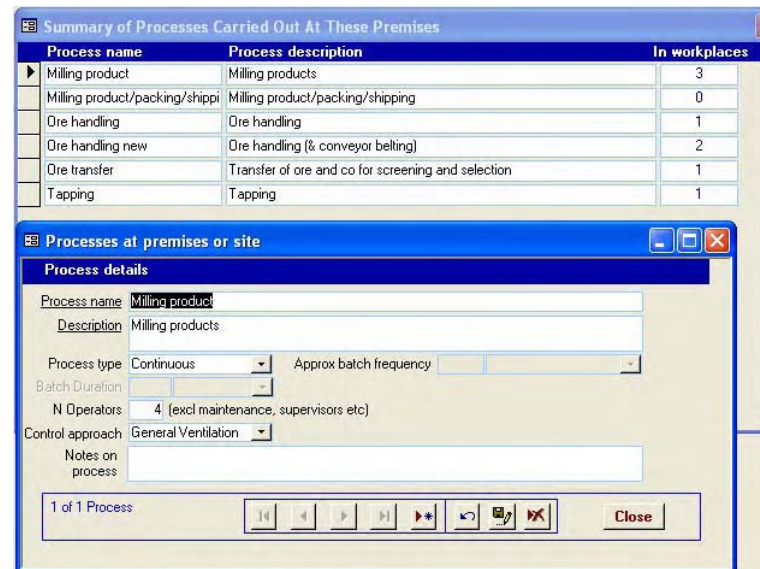 Summary of Processes Carried Out At These Premises
Process name Process description In workplaces
Milling product Milling products 3
Milling product/packing/shippi Milling product/packing/shipping 0
Ore handling Ore handling 1
Ore handling new Ore handling (& conveyor belting) 2
Ore transfer Transfer of ore and co for screening and selection 1
Tapping Tapping 1
Processes at premises or site
Process details
Process name Milling product
Description Milling products
Process type Continuous Approx batch frequency
Batch Duration
N Operators 4 (excl maintenance, supervisors etc)
Control approach General Ventilation
Notes on
process
1 of 1 Process Close